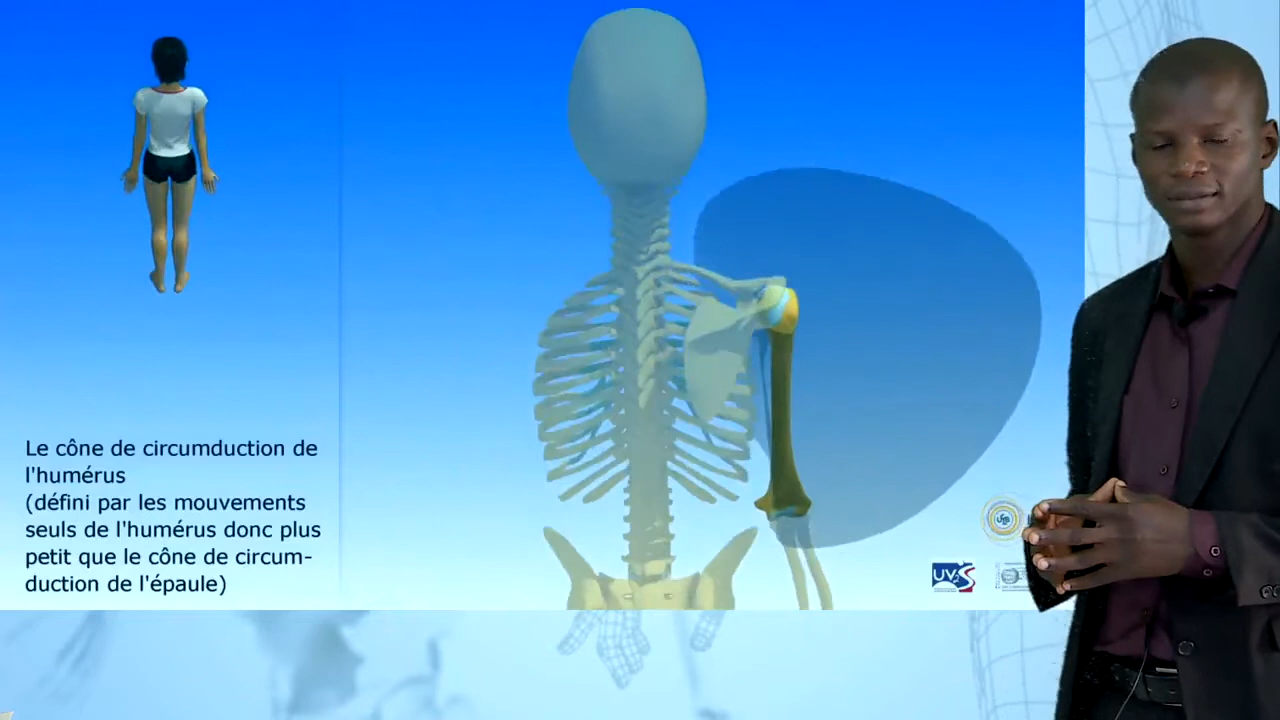 Le cône de circumduction de
l'humérus
(défini par les mouvements
seuls de l'humérus donc plus
petit que le cône de circum-
duction de l'épaule)
UV2S